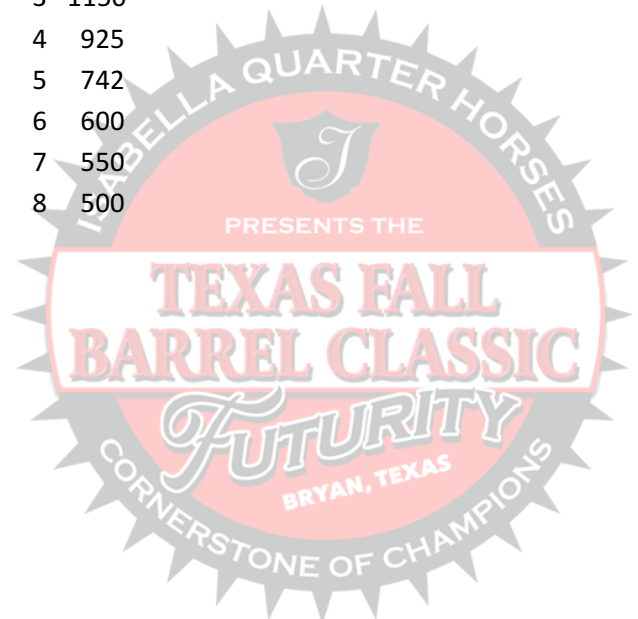 4 925
5 742
6 600
7 550
8 500
ISABELLA QUARTER HORSES
J
PRESENTS THE
TEXAS FALL
BARREL CLASSIC
FUTURITY
BRYAN, TEXAS
CORNERSTONE OF CHAMPIONS